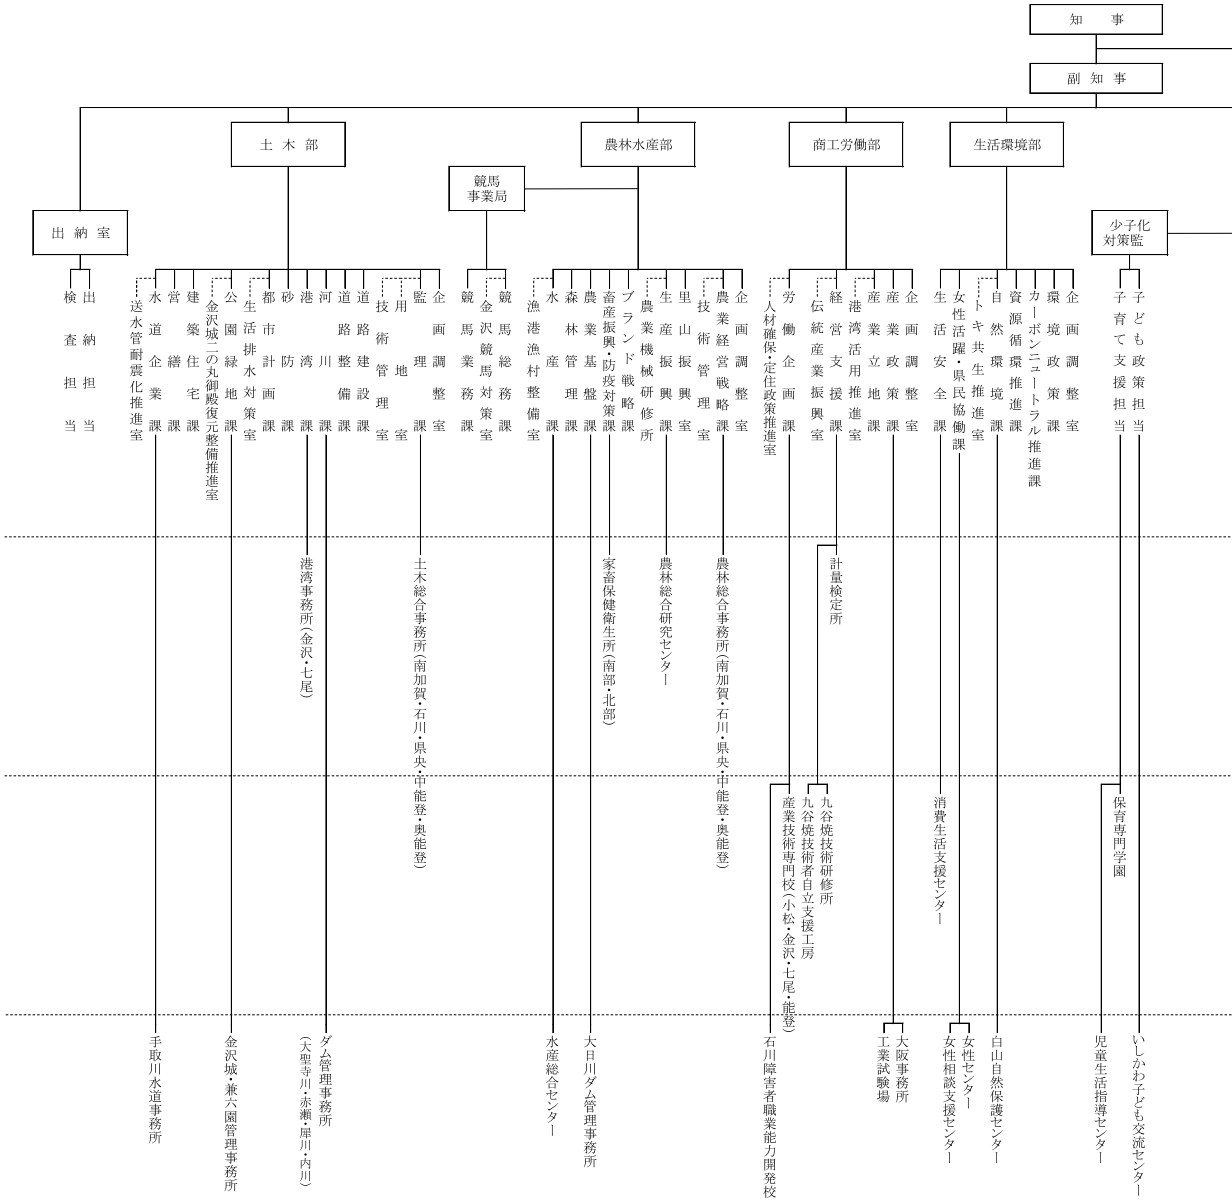 知事
副知事
生活環境部
商工労働部
農林水産部
土木部
競馬
事業局
少子化
対策監
出納室
子ども政策担当
子育て支援担当
企画調整室
環境政策課
カーボンニュートラル推進課
資源循環推進課
自然環境課
トキ共生推進室
女性活躍・県民協働課
生活安全課
企画調整室
産業政策課
産業立地課
港湾活用推進室
経営支援課
伝統産業振興室
労働企画課
人材確保・定住政策推進室
企画調整室
農業経営戦略課
技術管理室
里山振興室
生産振興課
農業機械研修所
ブランド戦略課
畜産振興・防疫対策課
農業基盤課
森林管理課
水産課
漁港漁村整備室
競馬総務課
金沢競馬対策室
競馬業務課
企画調整室
監理課
用地室
技術管理室
道路建設課
道路整備課
河川課
港湾課
砂防課
都市計画課
生活排水対策室
公園緑地課
金沢城二の丸御殿復元整備推進室
建築住宅課
営繕課
水道企業課
送水管耐震化推進室
出納担当
検査担当
計量検定所
農林総合事務所(南加賀・石川・県央・中能登・奥能登)
農林総合研究センター
家畜保健衛生所(南部・北部)
土木総合事務所(南加賀・石川・県央・中能登・奥能登)
港湾事務所(金沢・七尾)
保育専門学園
消費生活支援センター
九谷焼技術研修所
九谷焼技術者自立支援工房
産業技術専門校(小松・金沢・七尾・能登)
いしかわ子ども交流センター
児童生活指導センター
白山自然保護センター
女性センター
女性相談支援センター
大阪事務所
工業試験場
石川障害者職業能力開発校
大日川ダム管理事務所
水産総合センター
ダム管理事務所
(大聖寺川・赤瀬・犀川・内川)
金沢城・兼六園管理事務所
手取川水道事務所